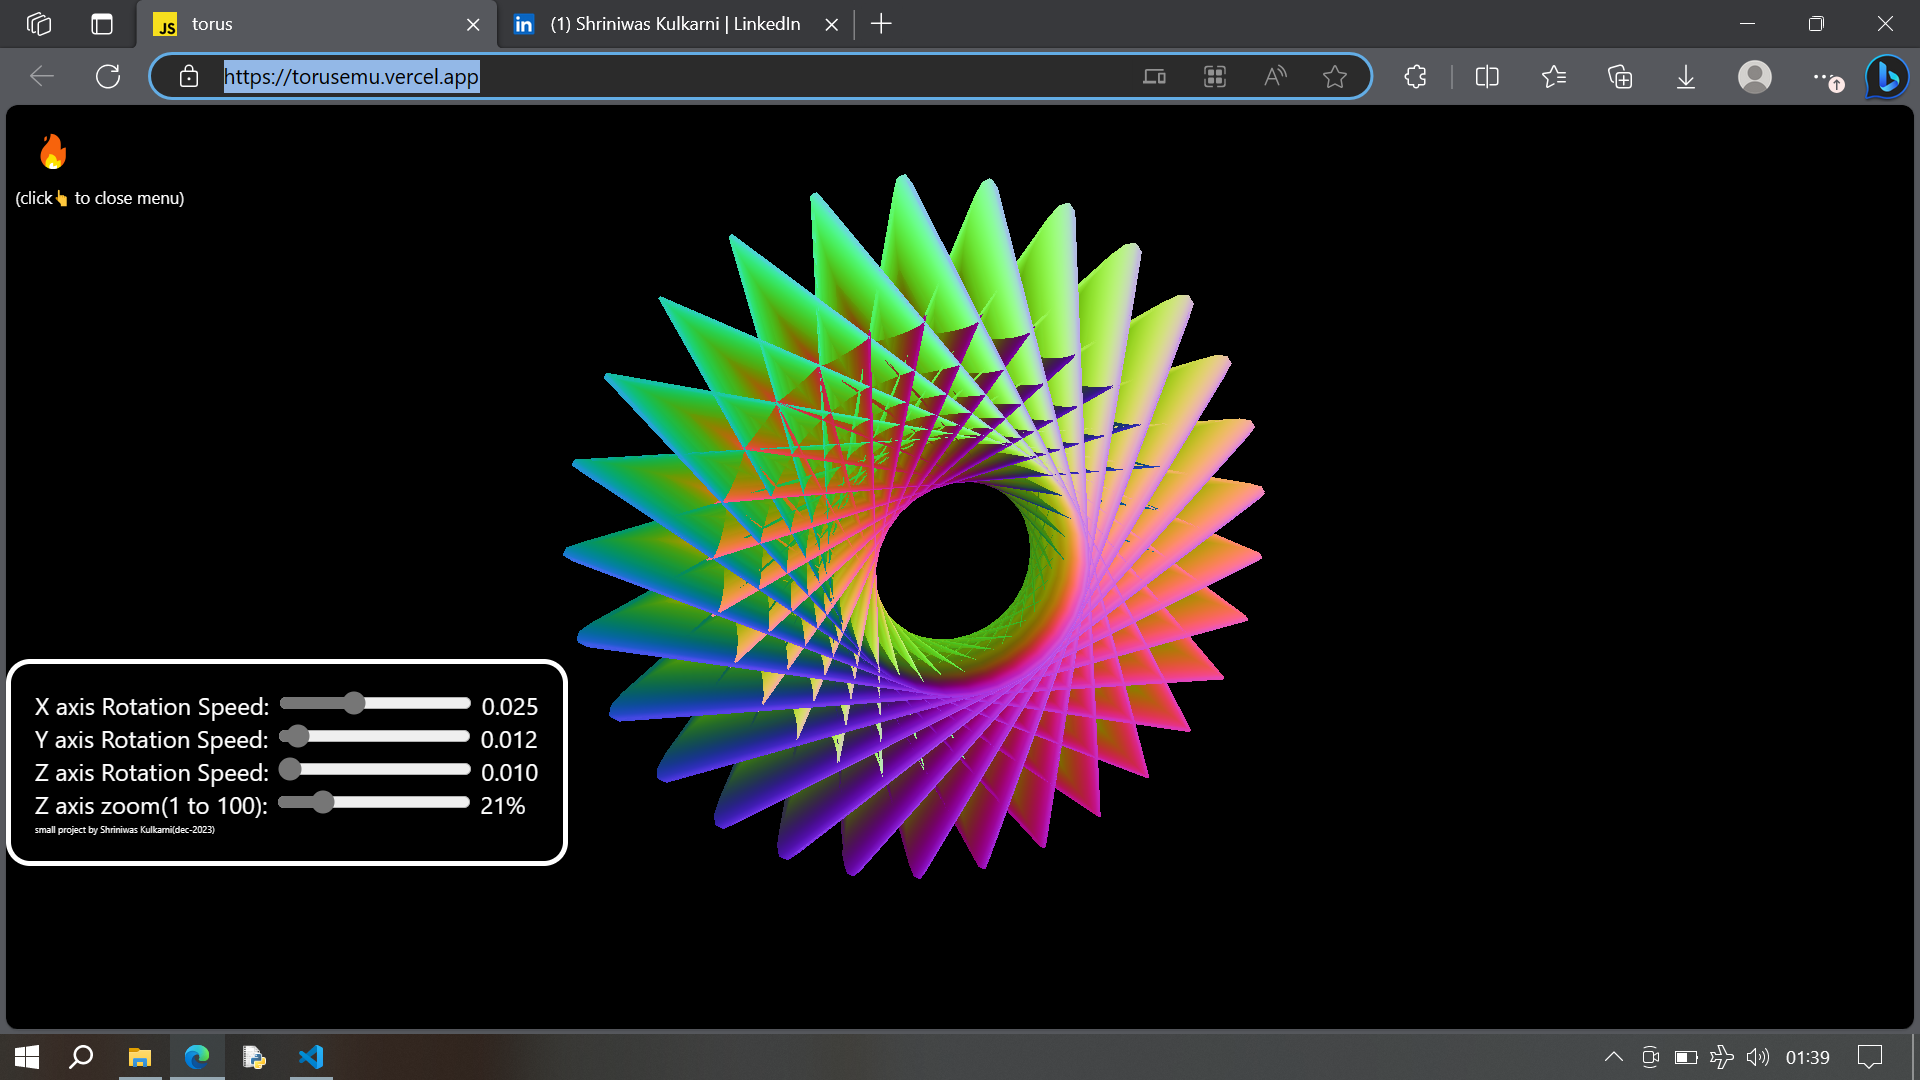 JS torus
in (1) Shriniwas Kulkarni | LinkedIn
https://torusemu.vercel.app
(click👆 to close menu)
X axis Rotation Speed: 0.025
Y axis Rotation Speed: 0.012
Z axis Rotation Speed: 0.010
Z axis zoom(1 to 100): 21%
small project by Shriniwas Kulkarni(dec-2023)
01:39